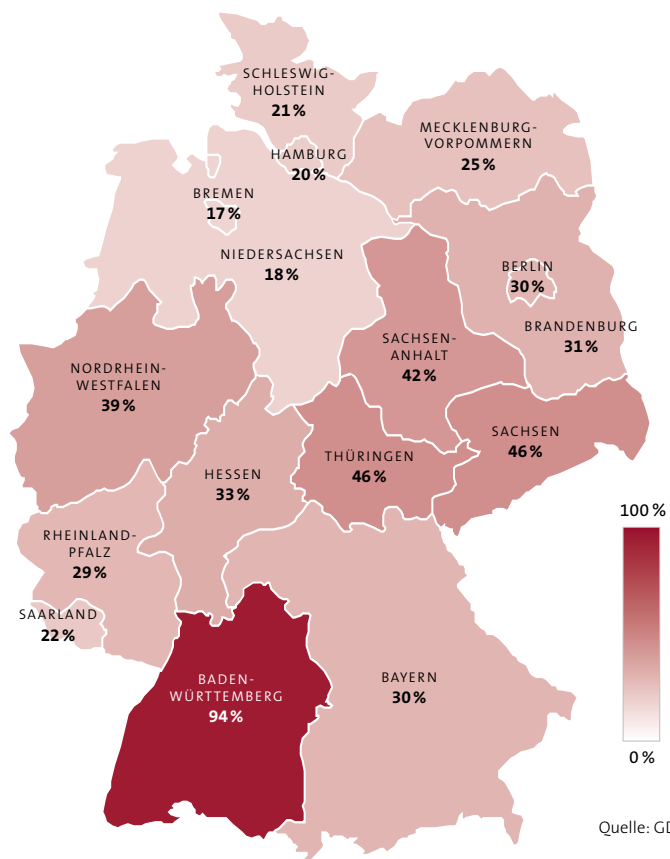 SCHLESWIG-
HOLSTEIN
21 %
MECKLENBURG-
VORPOMMERN
25 %
HAMBURG
20 %
BREMEN
17 %
NIEDERSACHSEN
18 %
BERLIN
30 %
BRANDENBURG
31 %
SACHSEN-
ANHALT
42 %
NORDRHEIN-
WESTFALEN
39 %
SACHSEN
46 %
THÜRINGEN
46 %
HESSEN
33 %
100 %
RHEINLAND-
PFALZ
29 %
SAARLAND
22 %
BADEN-
WÜRTTEMBERG
94 %
BAYERN
30 %
0 %
Quelle: